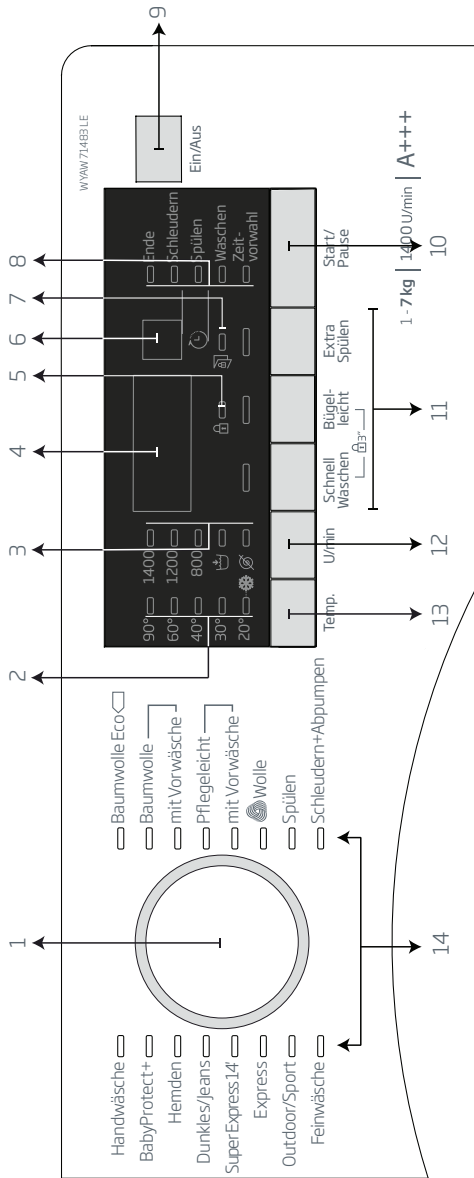 1
2
3
4
5
6
7
8
9
WYAW 71483 LE
Handwäsche
BabyProtect+
Hemden
Dunkles/Jeans
SuperExpress14'
Express
Outdoor/Sport
Feinwäsche
Baumwolle Eco
Baumwolle
mit Vorwäsche
Pflegeleicht
mit Vorwäsche
Wolle
Spülen
Schleudern+Abpumpen
90°
60°
40°
30°
20°
1400
1200
800
Ende
Schleudern
Spülen
Waschen
Zeit-
vorwahl
Ein/Aus
Temp.
U/min
Schnell
Waschen
Bügel-
leicht
Extra
Spülen
Start/
Pause
3”
1 - 7 kg | 1400 U/min | A+++
14
13
12
11
10